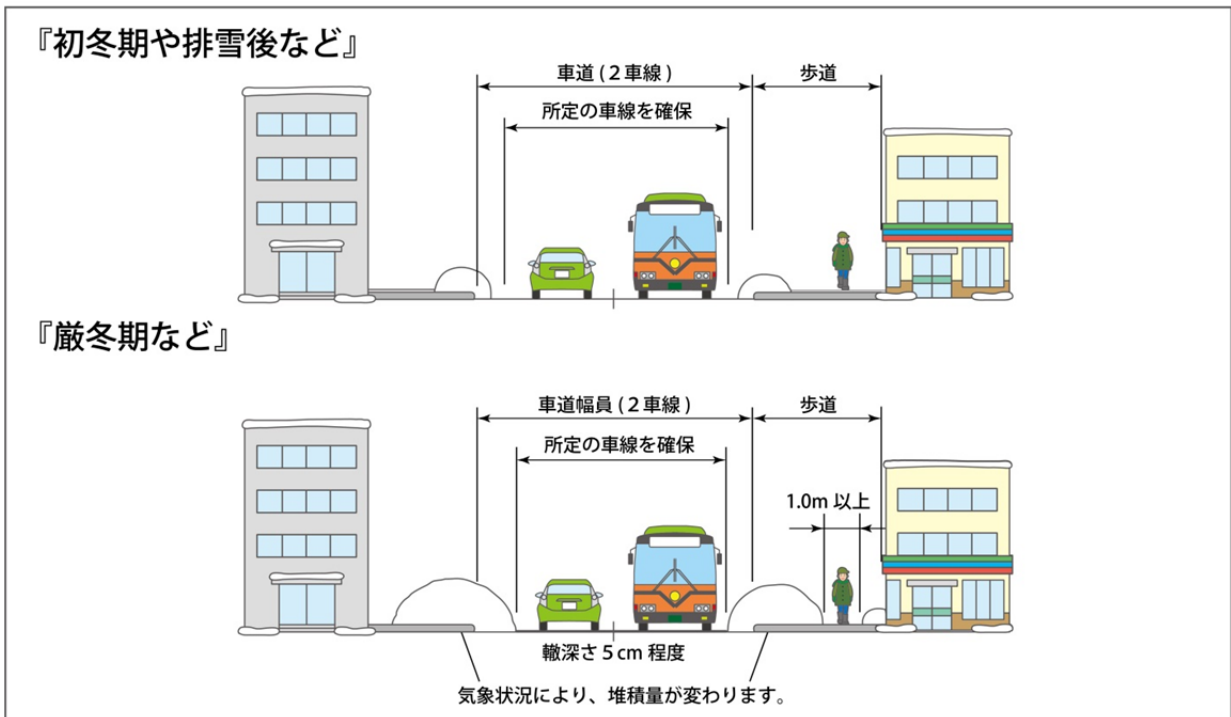 『初冬期や排雪後など』
車道(2車線)
歩道
所定の車線を確保
『厳冬期など』
車道幅員(2車線)
歩道
所定の車線を確保
1.0m 以上
轍深さ5cm 程度
気象状況により、堆積量が変わります。